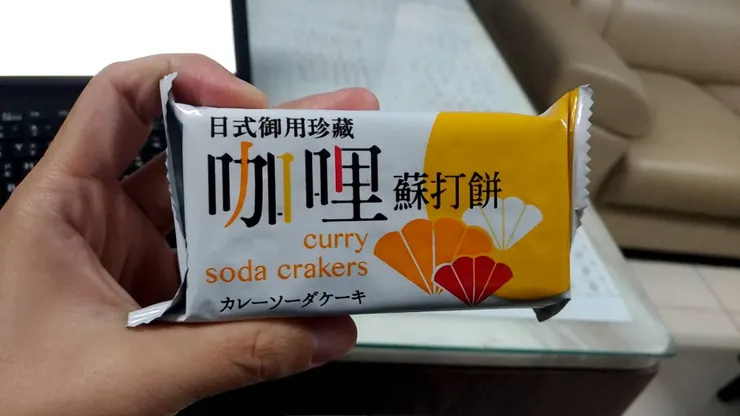 日式御用珍藏
咖哩蘇打餅
curry
soda crakers
カレーソーダケーキ